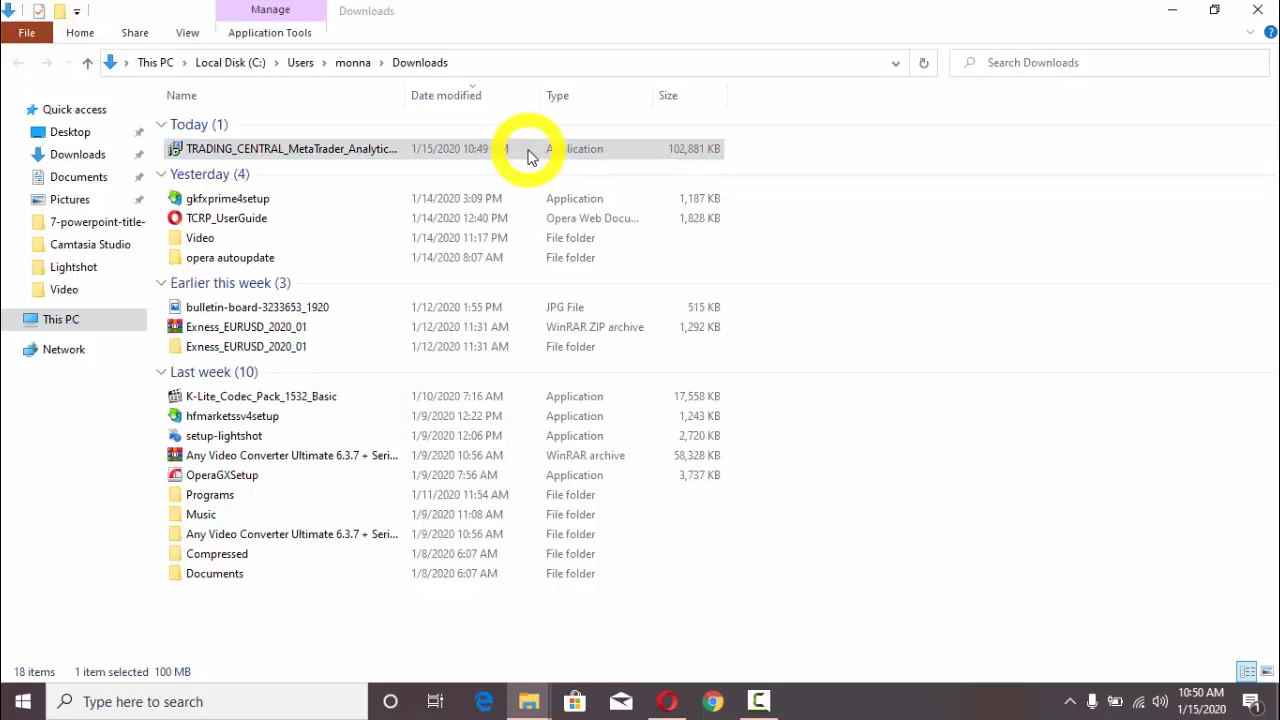 Manage
Downloads
File
Home
Share
View
Application Tools
This PC
Local Disk (C:)
Users
monna
Downloads
Search Downloads
Name
Date modified
Type
Size
Quick access
Desktop
Downloads
Documents
Pictures
7-powerpoint-title-
Camtasia Studio
Lightshot
Video
This PC
Network
Today (1)
TRADING_CENTRAL_MetaTrader_Analytic... 1/15/2020 10:49 Application 102,881 KB
Yesterday (4)
gkfxprime4setup 1/14/2020 3:09 PM Application 1,187 KB
TCRP_UserGuide 1/14/2020 12:40 PM Opera Web Docu... 1,828 KB
Video 1/14/2020 11:17 PM File folder
opera autoupdate 1/14/2020 8:07 AM File folder
Earlier this week (3)
bulletin-board-3233653_1920 1/12/2020 1:55 PM JPG File 515 KB
Exness_EURUSD_2020_01 1/12/2020 11:31 AM WinRAR ZIP archive 1,292 KB
Exness_EURUSD_2020_01 1/12/2020 11:31 AM File folder
Last week (10)
K-Lite_Codec_Pack_1532_Basic 1/10/2020 7:16 AM Application 17,558 KB
hfmarketssv4setup 1/9/2020 12:22 PM Application 1,243 KB
setup-lightshot 1/9/2020 12:06 PM Application 2,720 KB
Any Video Converter Ultimate 6.3.7 + Seri... 1/9/2020 10:56 AM WinRAR archive 58,328 KB
OperaGXSetup 1/9/2020 7:56 AM Application 3,737 KB
Programs 1/11/2020 11:54 AM File folder
Music 1/9/2020 11:08 AM File folder
Any Video Converter Ultimate 6.3.7 + Seri... 1/9/2020 10:56 AM File folder
Compressed 1/8/2020 6:07 AM File folder
Documents 1/8/2020 6:07 AM File folder
18 items 1 item selected 100 MB
Type here to search
10:50 AM
1/15/2020
1